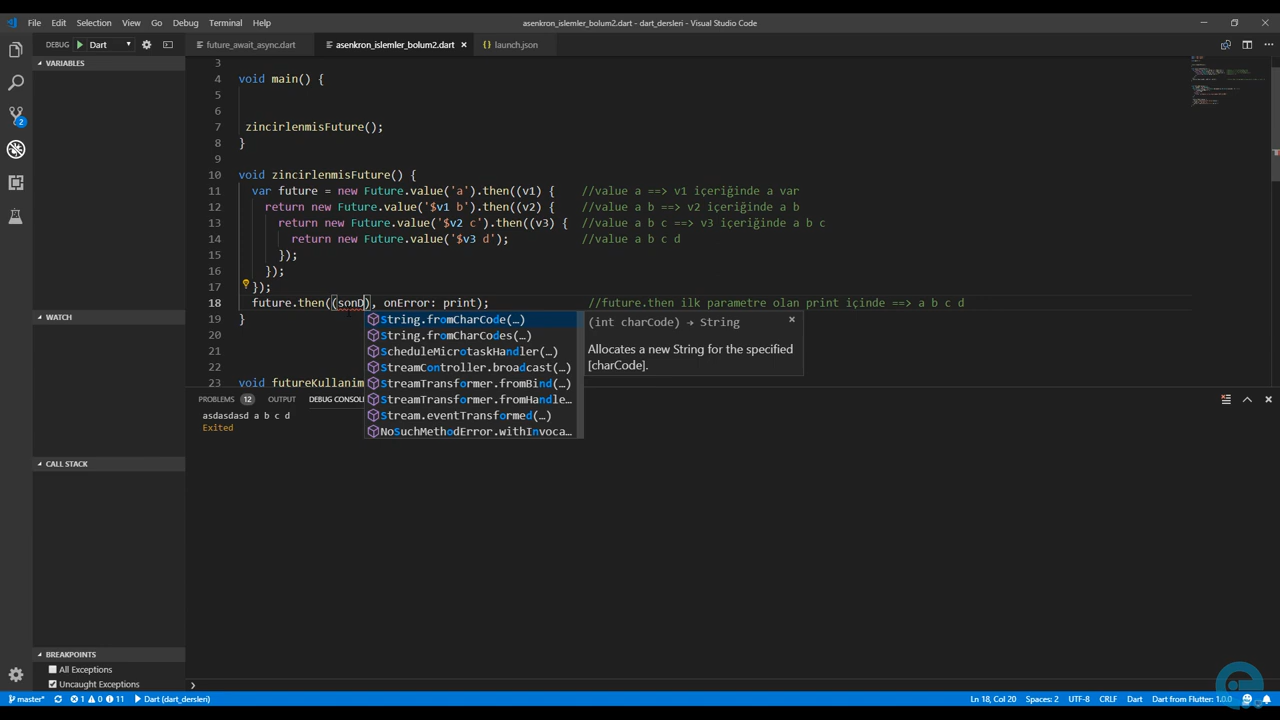 File Edit Selection View Go Debug Terminal Help
asenkron_islemler_bolum2.dart - dart_dersleri - Visual Studio Code
DEBUG Dart
future_await_async.dart asenkron_islemler_bolum2.dart × launch.json
VARIABLES
WATCH
CALL STACK
BREAKPOINTS
All Exceptions
Uncaught Exceptions
2
3
4 void main() {
5
6
7 zincirlenmisFuture();
8 }
9
10 void zincirlenmisFuture() {
11 var future = new Future.value('a').then((v1) { //value a ==> v1 içeriğinde a var
12 return new Future.value('$v1 b').then((v2) { //value a b ==> v2 içeriğinde a b
13 return new Future.value('$v2 c').then((v3) { //value a b c ==> v3 içeriğinde a b c
14 return new Future.value('$v3 d'); //value a b c d
15 });
16 });
17 });
18 future.then((sonD), onError: print); //future.then ilk parametre olan print içinde ==> a b c d
19 }
20
21
22
23 void futureKullanim
String.fromCharCode(…)
String.fromCharCodes(…)
ScheduleMicrotaskHandler(…)
StreamController.broadcast(…)
StreamTransformer.fromBind(…)
StreamTransformer.fromHandle…
Stream.eventTransformed(…)
NoSuchMethodError.withInvoca…
(int charCode) → String ×
Allocates a new String for the specified
[charCode].
PROBLEMS 12 OUTPUT DEBUG CONSOL
asdasdasd a b c d
Exited
master* 1 0 11 Dart (dart_dersleri)
Ln 18, Col 20 Spaces: 2 UTF-8 CRLF Dart Dart from Flutter: 1.0.0